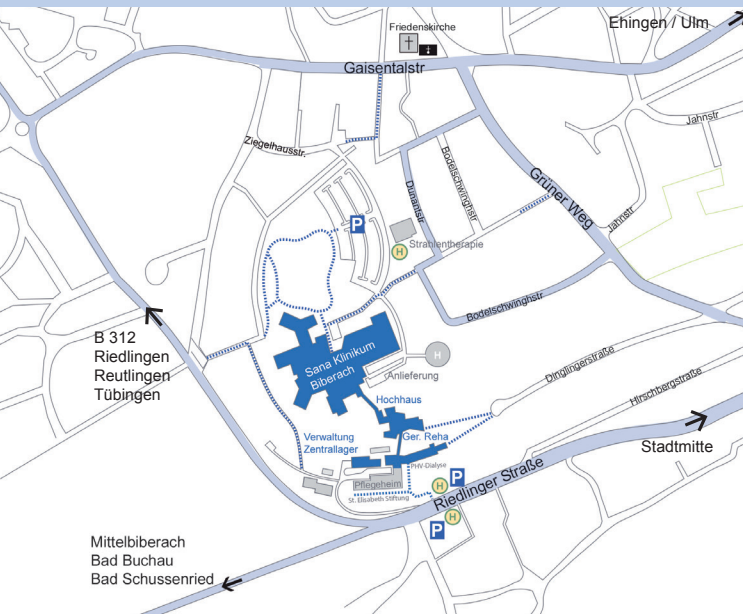 Ehingen / Ulm
Friedenskirche
Gaisentalstr
Jahnstr
Ziegelhausstr.
Bodelschwinghstr
Dunantstr
Grüner Weg
Jahnstr
P
Strahlentherapie
H
Bodelschwinghstr
B 312
Riedlingen
Reutlingen
Tübingen
Sana Klinikum
Biberach
H
Anlieferung
Dinglingerstraße
Hirschbergstraße
Hochhaus
Verwaltung
Zentrallager
Ger. Reha
Stadtmitte
PHV-Dialyse
Pflegeheim
St. Elisabeth Stiftung
H
P
Riedlinger Straße
H
P
Mittelbiberach
Bad Buchau
Bad Schussenried